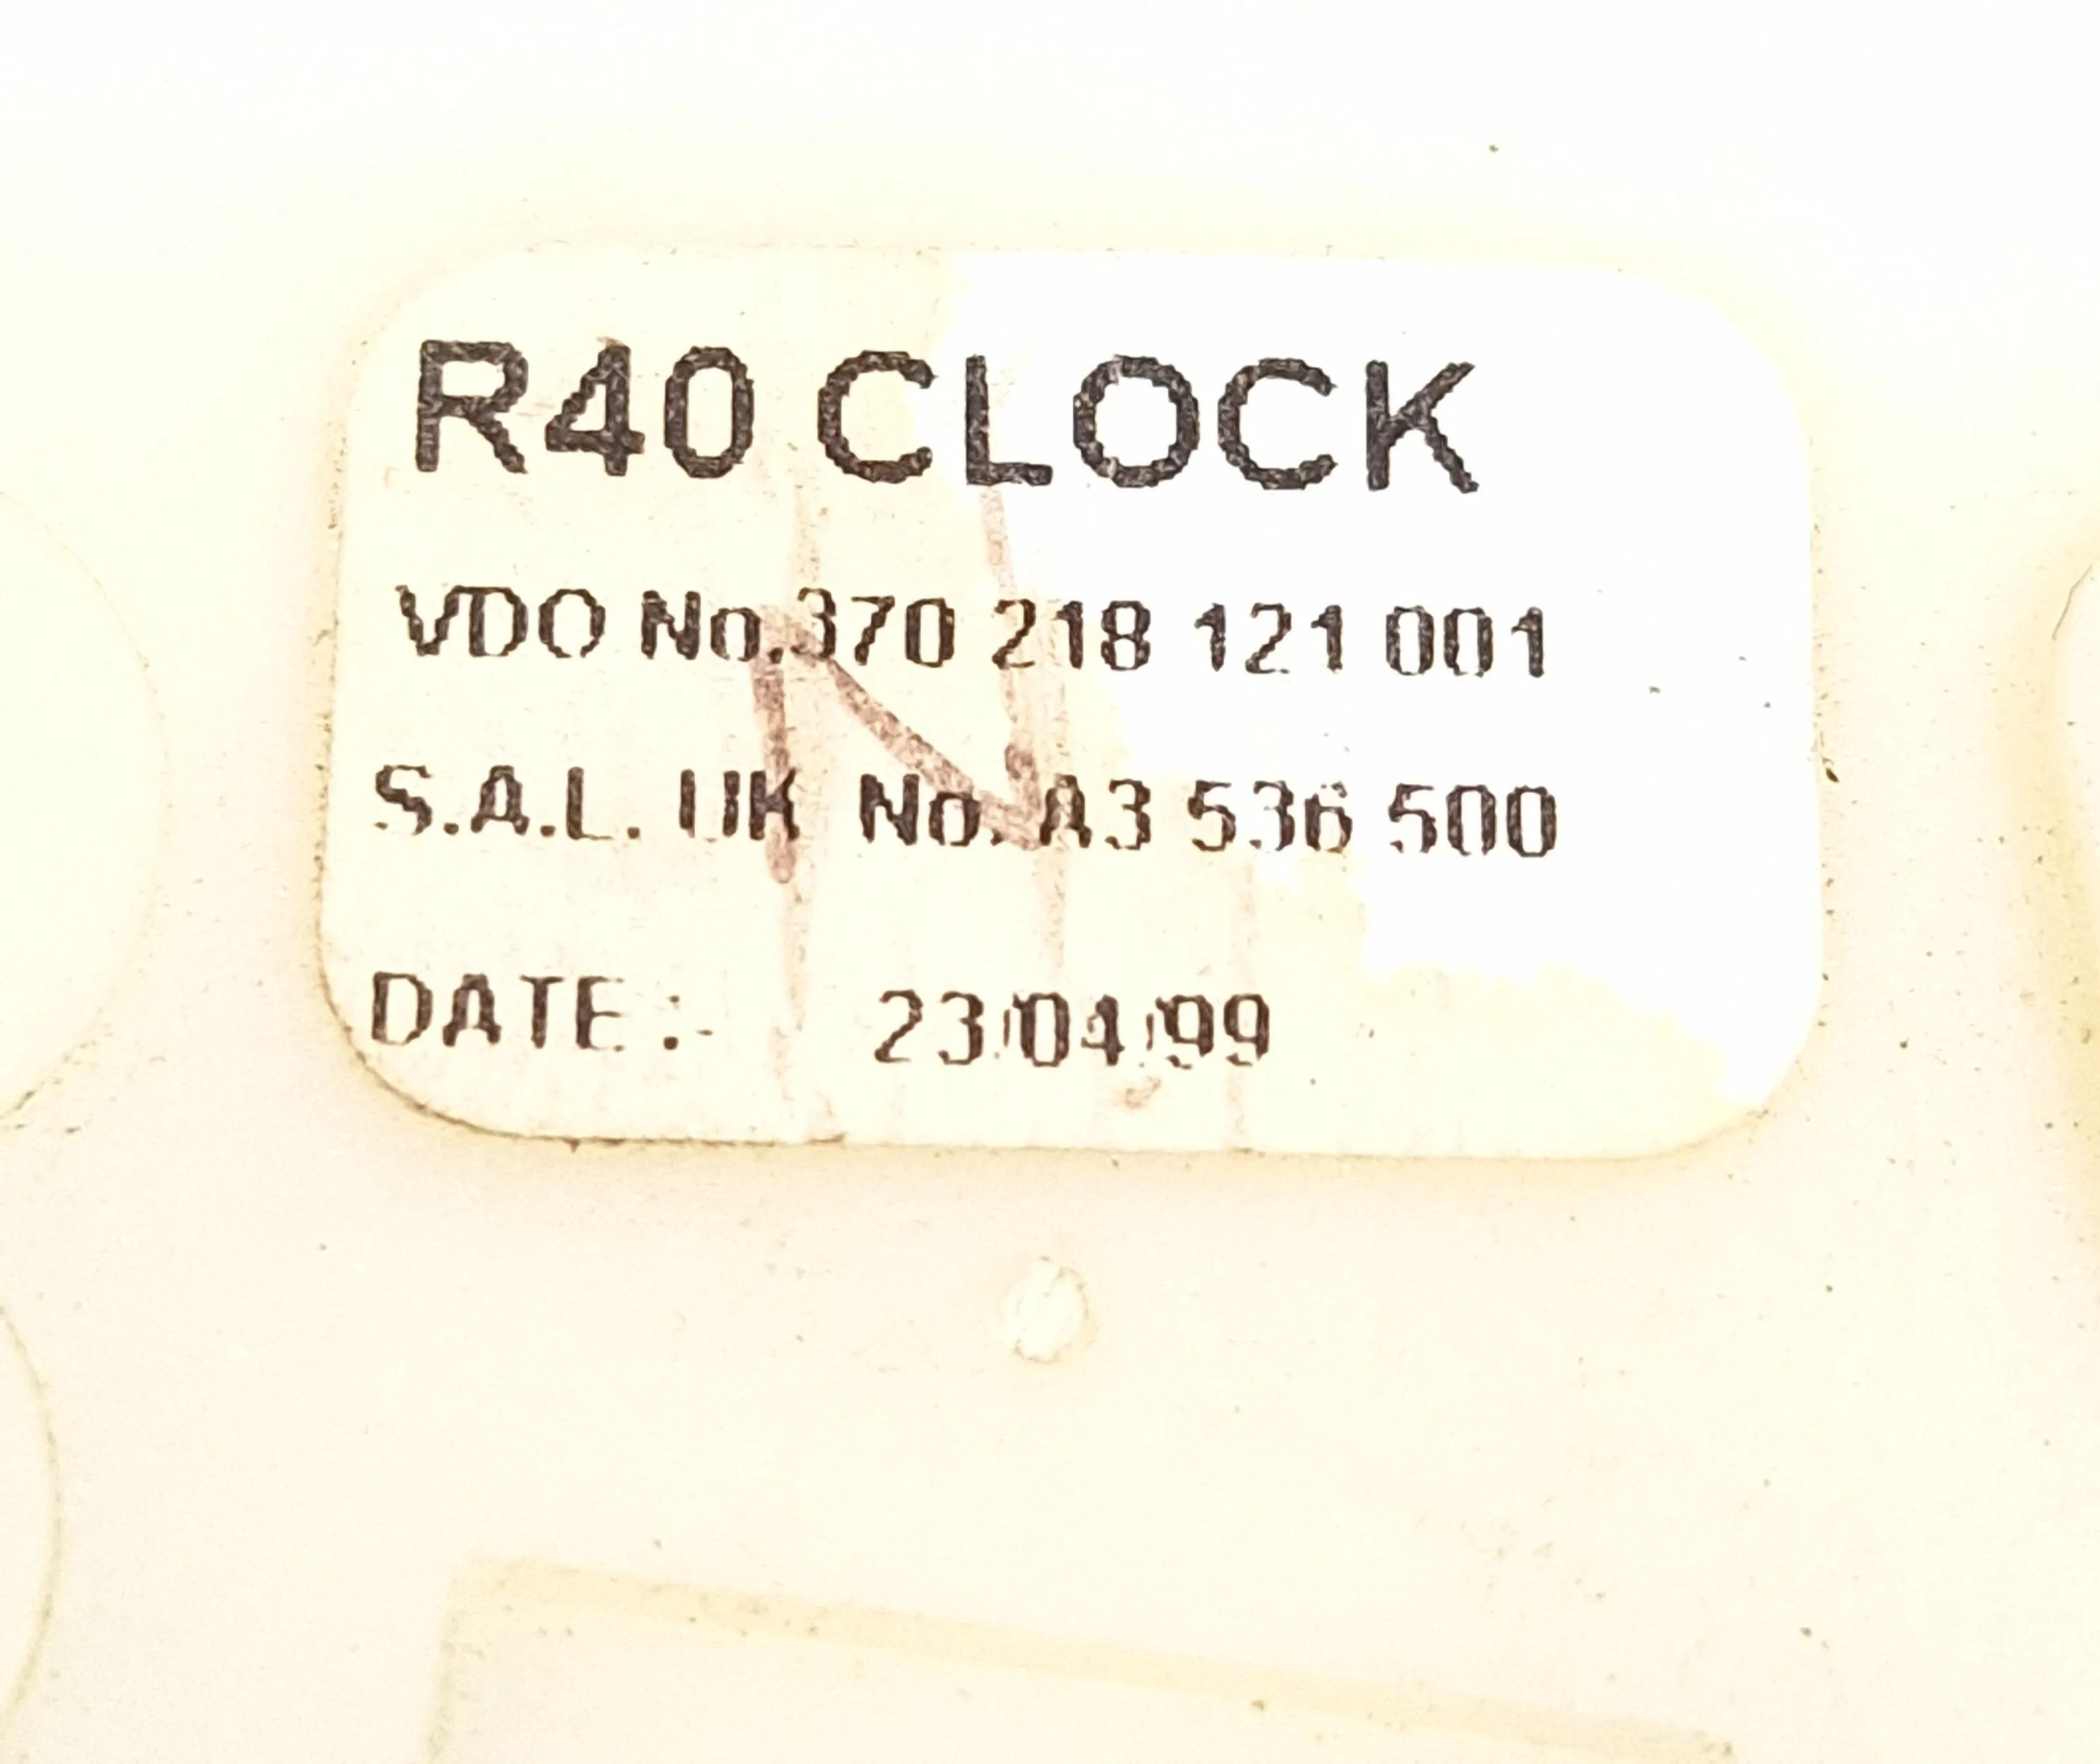 R40 CLOCK
VDO No.370 218 121 001
S.A.L. UK No. A3 536 500
DATE :- 23/04/99
N